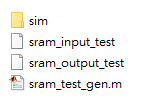 sim
sram_input_test
sram_output_test
sram_test_gen.m